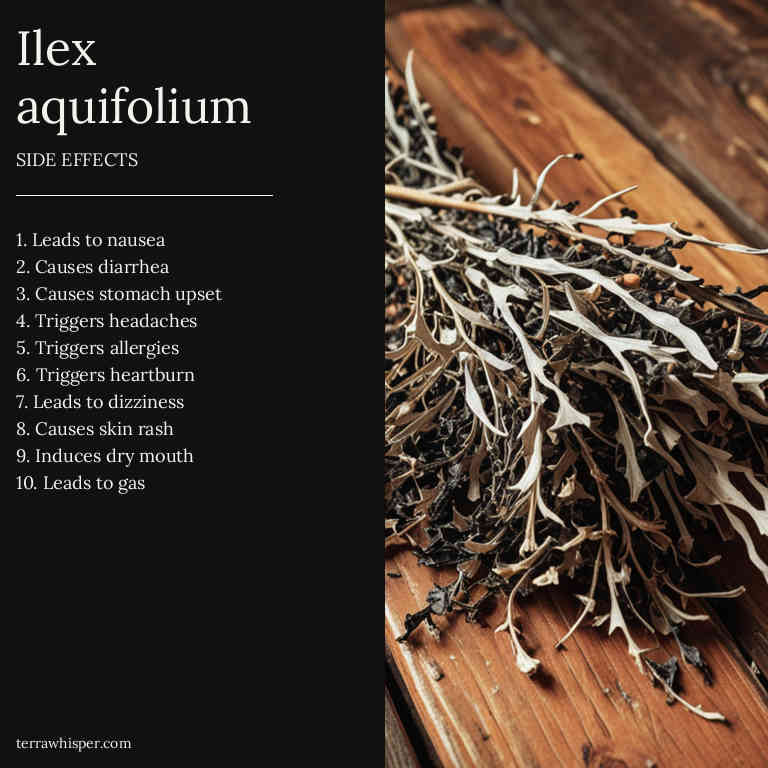 Ilex
aquifolium
SIDE EFFECTS
1. Leads to nausea
2. Causes diarrhea
3. Causes stomach upset
4. Triggers headaches
5. Triggers allergies
6. Triggers heartburn
7. Leads to dizziness
8. Causes skin rash
9. Induces dry mouth
10. Leads to gas
terrawhisper.com